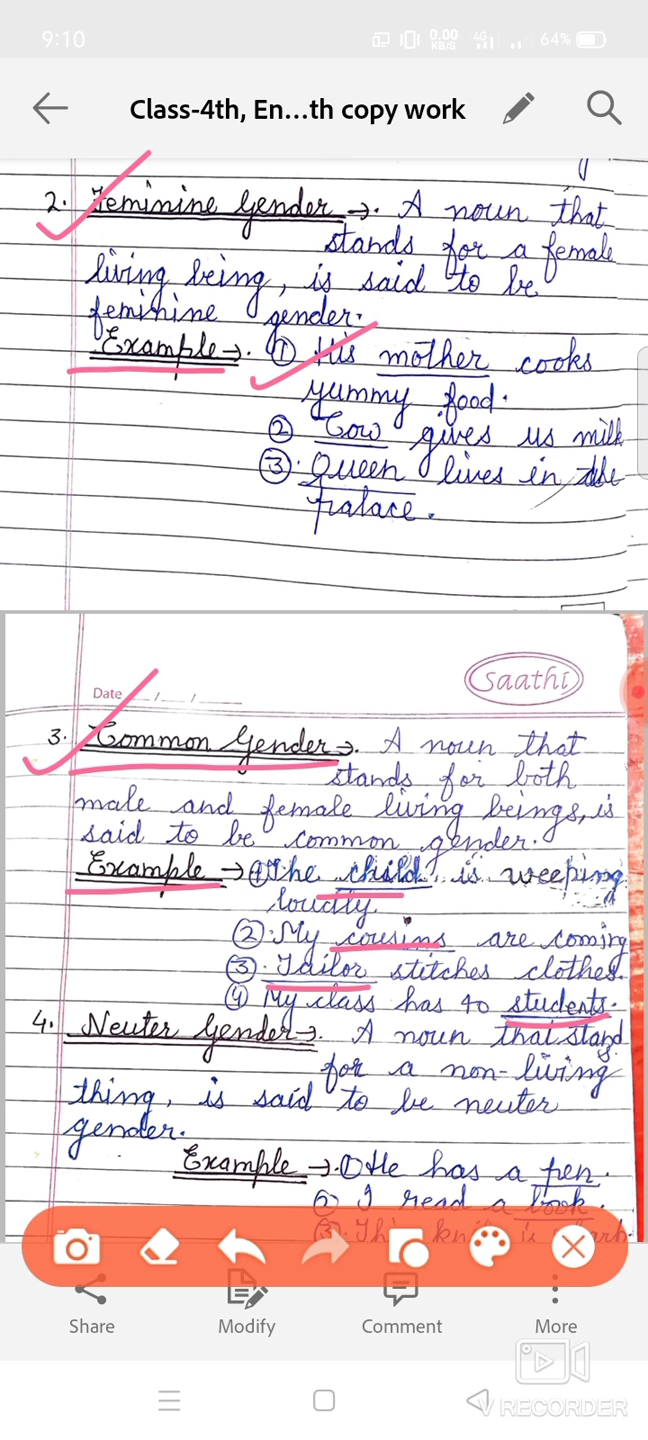 9:10 0.00 KB/S 4G 64%
Class-4th, En...th copy work
2. Feminine Gender →. A noun that
stands for a female
living being, is said to be
feminine gender.
Example →. ① His mother cooks
yummy food.
② Cow gives us milk
③. Queen lives in the
palace.
Date / /
Saathi
3. Common Gender →. A noun that
stands for both
male and female living beings, is
said to be common gender.
Example → ① The child is weeping
loudly.
②. My cousins are coming
③. Tailor stitches clothes.
④ My class has 40 students.
4. Neuter Gender →. A noun that stands
for a non-living
thing, is said to be neuter
gender.
Example →. ① He has a pen.
② I read a book.
Share Modify Comment More
RECORDER